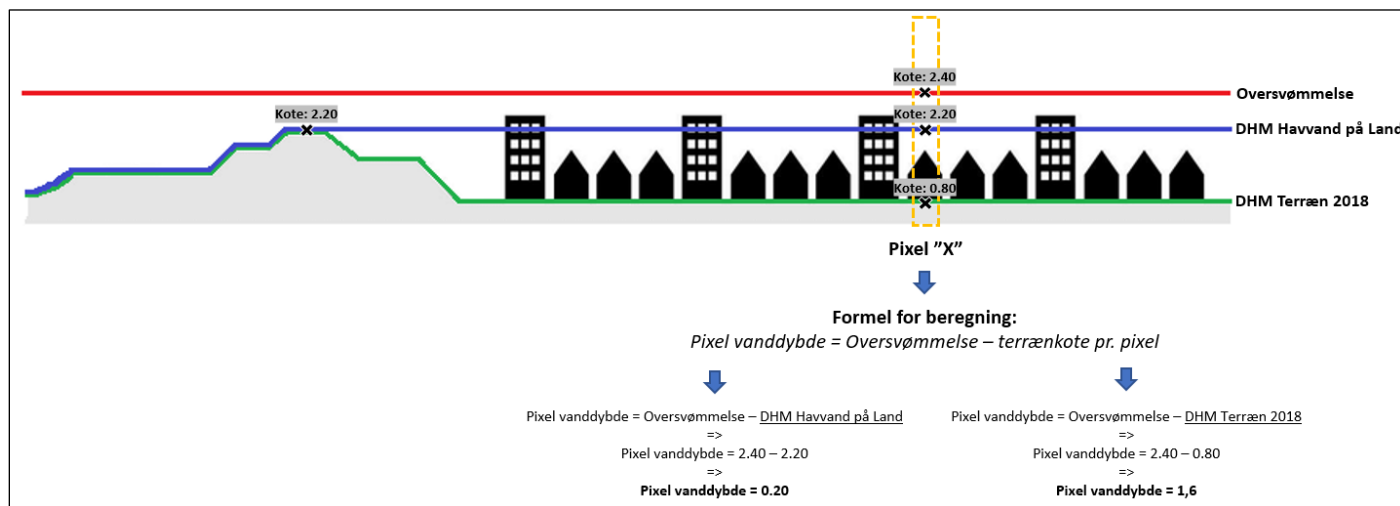 Kote: 2.40
Oversvømmelse
Kote: 2.20
Kote: 2.20
DHM Havvand på Land
Kote: 0.80
DHM Terræn 2018
Pixel ”X”
Formel for beregning:
Pixel vanddybde = Oversvømmelse – terrænkote pr. pixel
Pixel vanddybde = Oversvømmelse – DHM Havvand på Land
=>
Pixel vanddybde = 2.40 – 2.20
=>
Pixel vanddybde = 0.20
Pixel vanddybde = Oversvømmelse – DHM Terræn 2018
=>
Pixel vanddybde = 2.40 – 0.80
=>
Pixel vanddybde = 1,6